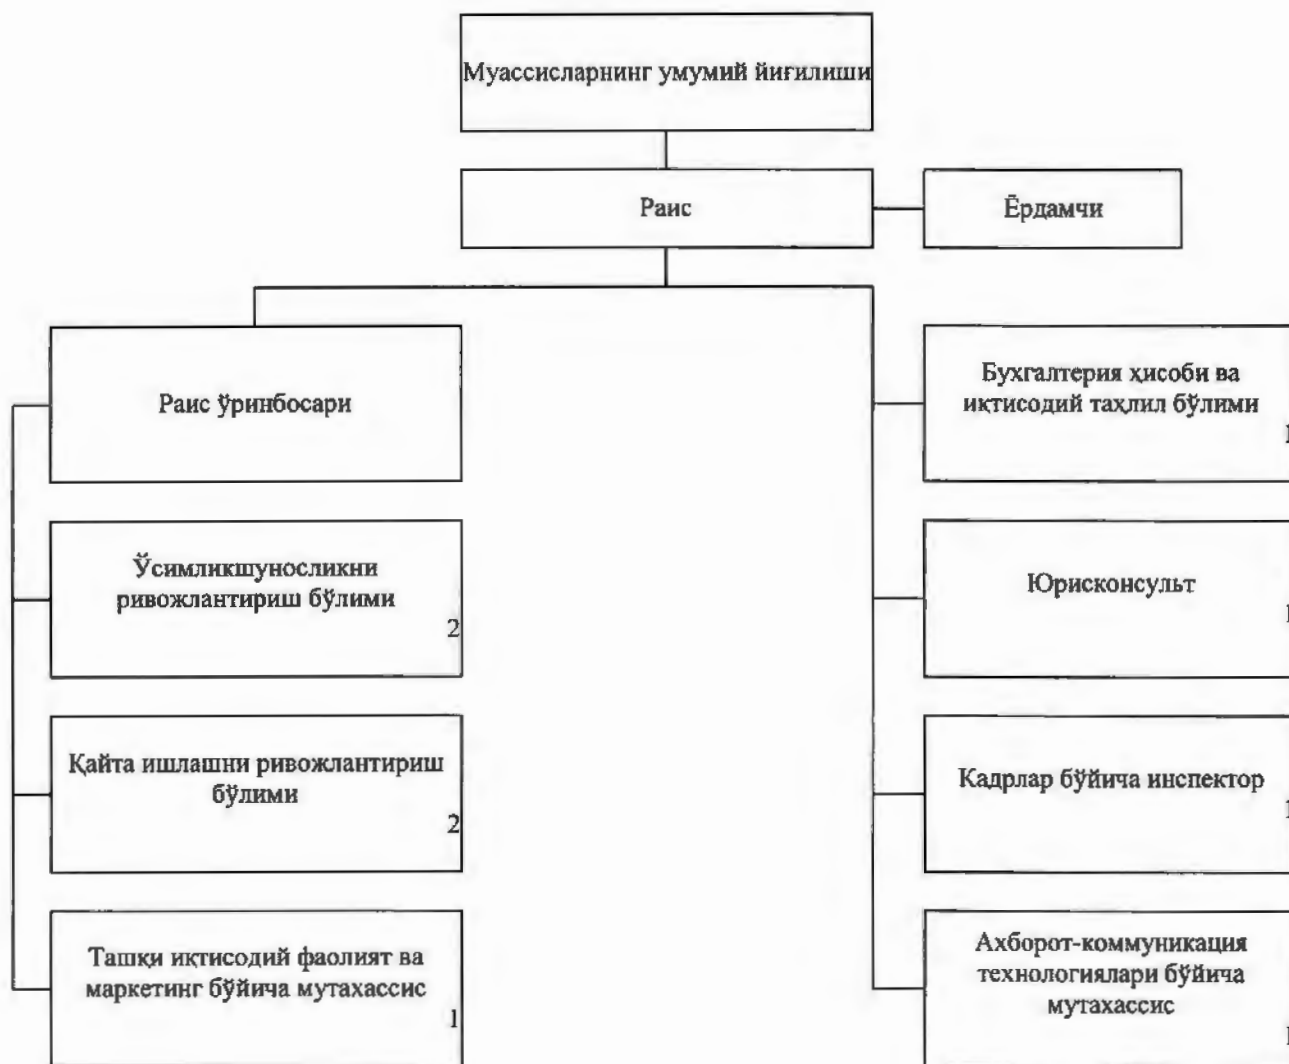 Муассисларнинг умумий йиғилиши
Раис
Ёрдамчи
Раис ўринбосари
Ўсимликшуносликни
ривожлантириш бўлими
2
Қайта ишлашни ривожлантириш
бўлими
2
Ташқи иқтисодий фаолият ва
маркетинг бўйича мутахассис
1
Бухгалтерия ҳисоби ва
иқтисодий таҳлил бўлими
1
Юрисконсульт
1
Кадрлар бўйича инспектор
1
Ахборот-коммуникация
технологиялари бўйича
мутахассис
1